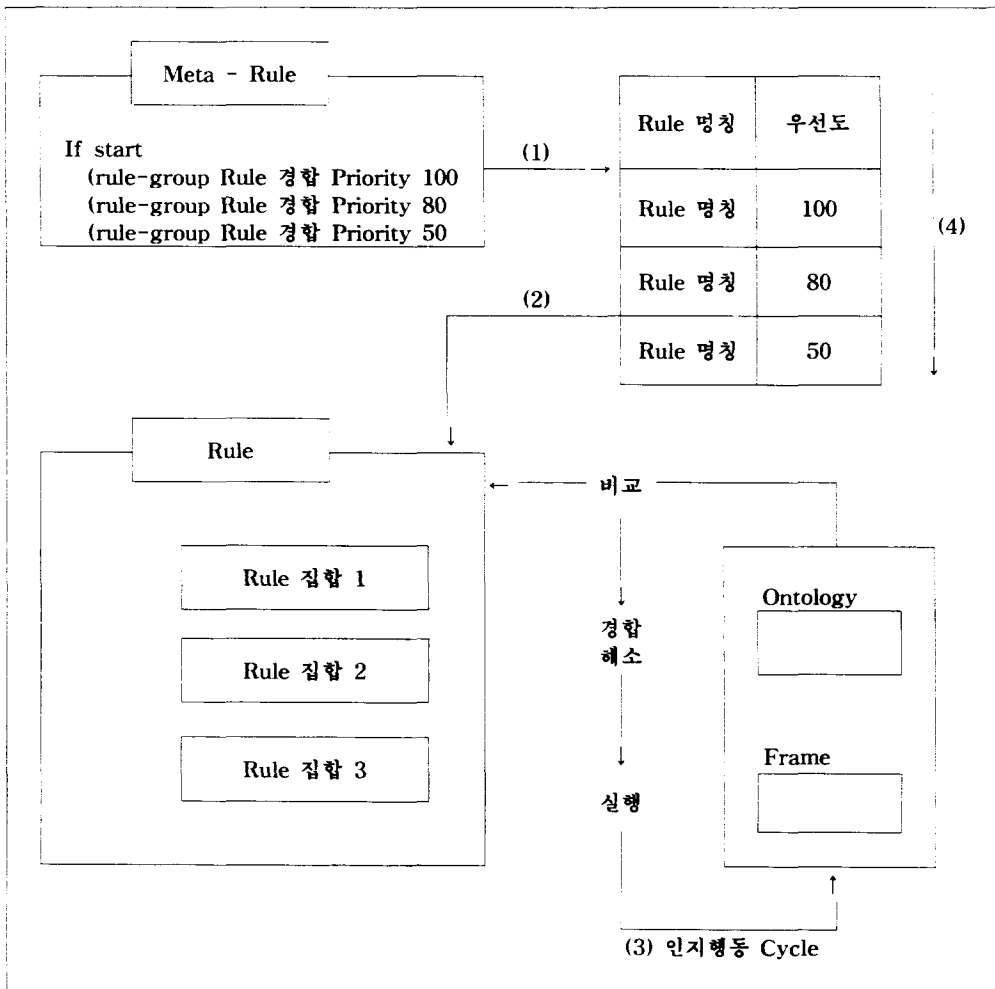 Meta - Rule
If start
(rule-group Rule 경합 Priority 100
(rule-group Rule 경합 Priority 80
(rule-group Rule 경합 Priority 50
(1)
Rule 명칭 우선도
Rule 명칭 100
Rule 명칭 80
Rule 명칭 50
(4)
(2)
Rule
Rule 집합 1
Rule 집합 2
Rule 집합 3
비교
경합
해소
실행
Ontology
Frame
(3) 인지행동 Cycle